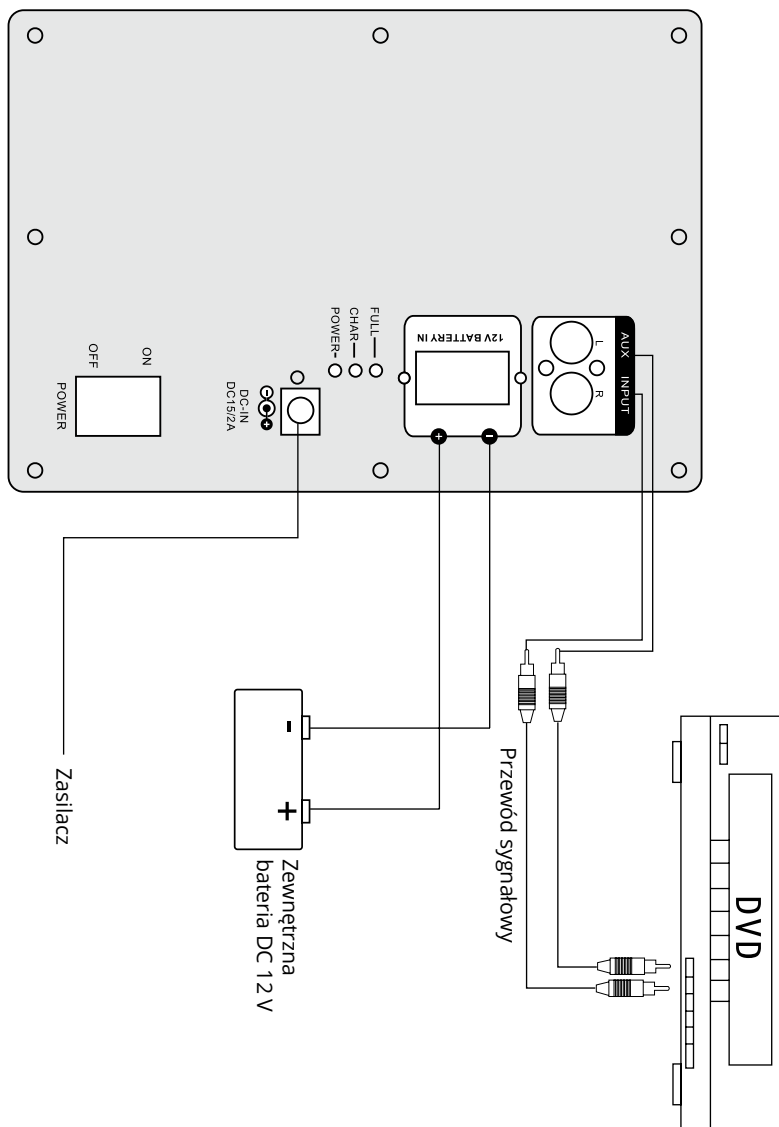 AUX INPUT
L
R
12V BATTERY IN
-
+
FULL
CHAR
POWER
DC-IN
DC15/2A
- +
ON
OFF
POWER
DVD
Przewód sygnałowy
- +
Zewnętrzna
bateria DC 12 V
Zasilacz